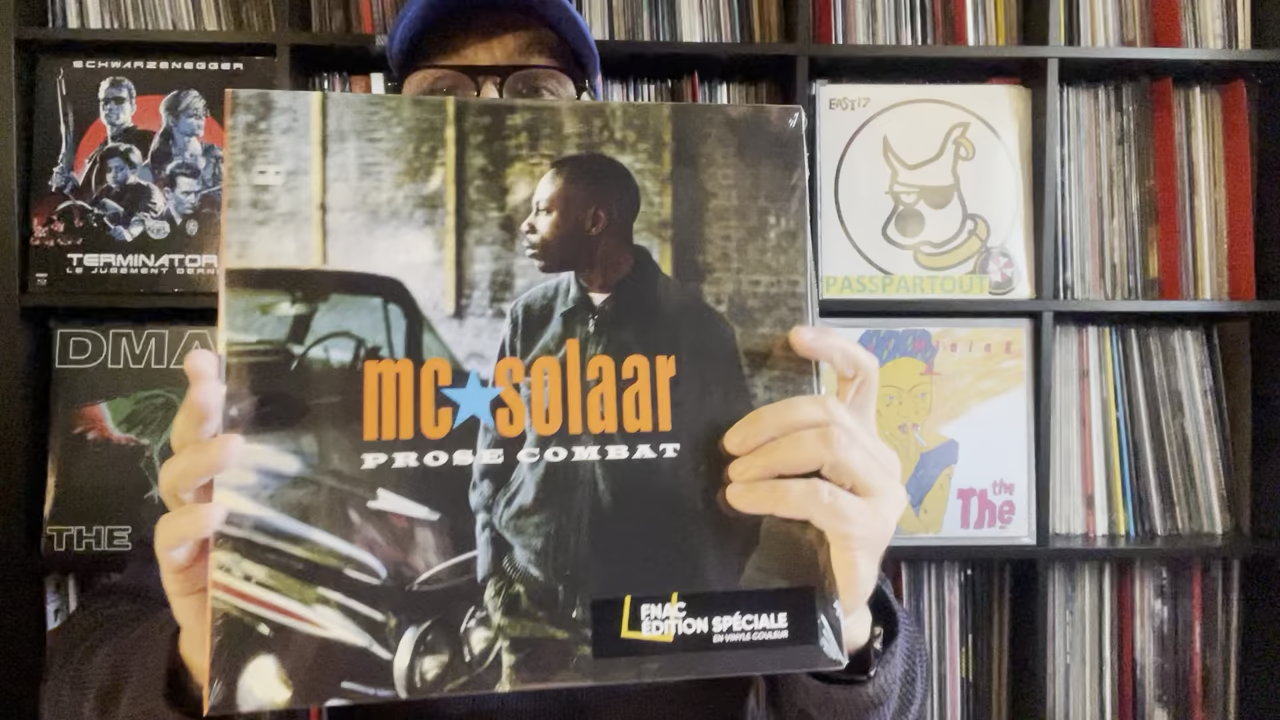 SCHWARZENEGGER
TERMINATOR
LE JUGEMENT DERN
DMA
THE
mc solaar
PROSE COMBAT
FNAC
ÉDITION SPÉCIALE
EN VINYLE COULEUR
EAST17
PASSPARTOUT
the
The